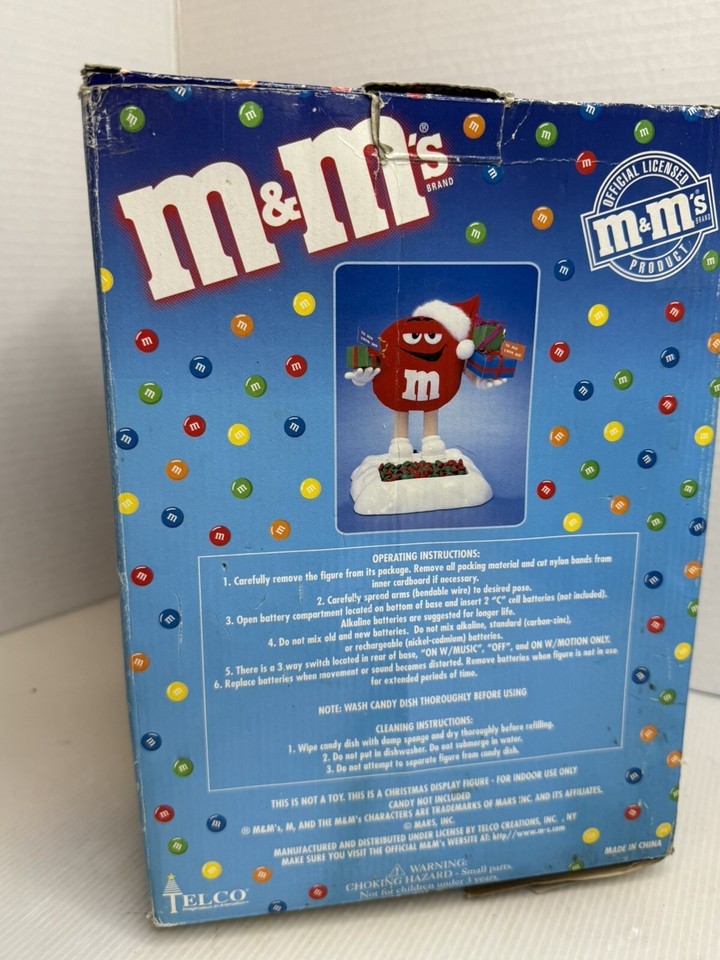 m&m's®
BRAND
OFFICIAL LICENSED
m&m's
BRAND
PRODUCT
m
OPERATING INSTRUCTIONS:
1. Carefully remove the figure from its package. Remove all packing material and cut nylon bands from
inner cardboard if necessary.
2. Carefully spread arms (bendable wire) to desired pose.
3. Open battery compartment located on bottom of base and insert 2 "C" cell batteries (not included).
Alkaline batteries are suggested for longer life.
4. Do not mix old and new batteries. Do not mix alkaline, standard (carbon-zinc),
or rechargeable (nickel-cadmium) batteries.
5. There is a 3 way switch located in rear of base, "ON W/MUSIC", "OFF", and ON W/MOTION ONLY.
6. Replace batteries when movement or sound becomes distorted. Remove batteries when figure is not in use
for extended periods of time.
NOTE: WASH CANDY DISH THOROUGHLY BEFORE USING
CLEANING INSTRUCTIONS:
1. Wipe candy dish with damp sponge and dry thoroughly before refilling.
2. Do not put in dishwasher. Do not submerge in water.
3. Do not attempt to separate figure from candy dish.
THIS IS NOT A TOY. THIS IS A CHRISTMAS DISPLAY FIGURE - FOR INDOOR USE ONLY
CANDY NOT INCLUDED
® M&M's, M, AND THE M&M's CHARACTERS ARE TRADEMARKS OF MARS INC. AND ITS AFFILIATES.
© MARS, INC.
MANUFACTURED AND DISTRIBUTED UNDER LICENSE BY TELCO CREATIONS, INC. - NY
MAKE SURE YOU VISIT THE OFFICIAL M&M's WEBSITE AT: http://www.m-s.com
MADE IN CHINA
WARNING:
CHOKING HAZARD - Small parts.
Not for children under 3 years.
TELCO®